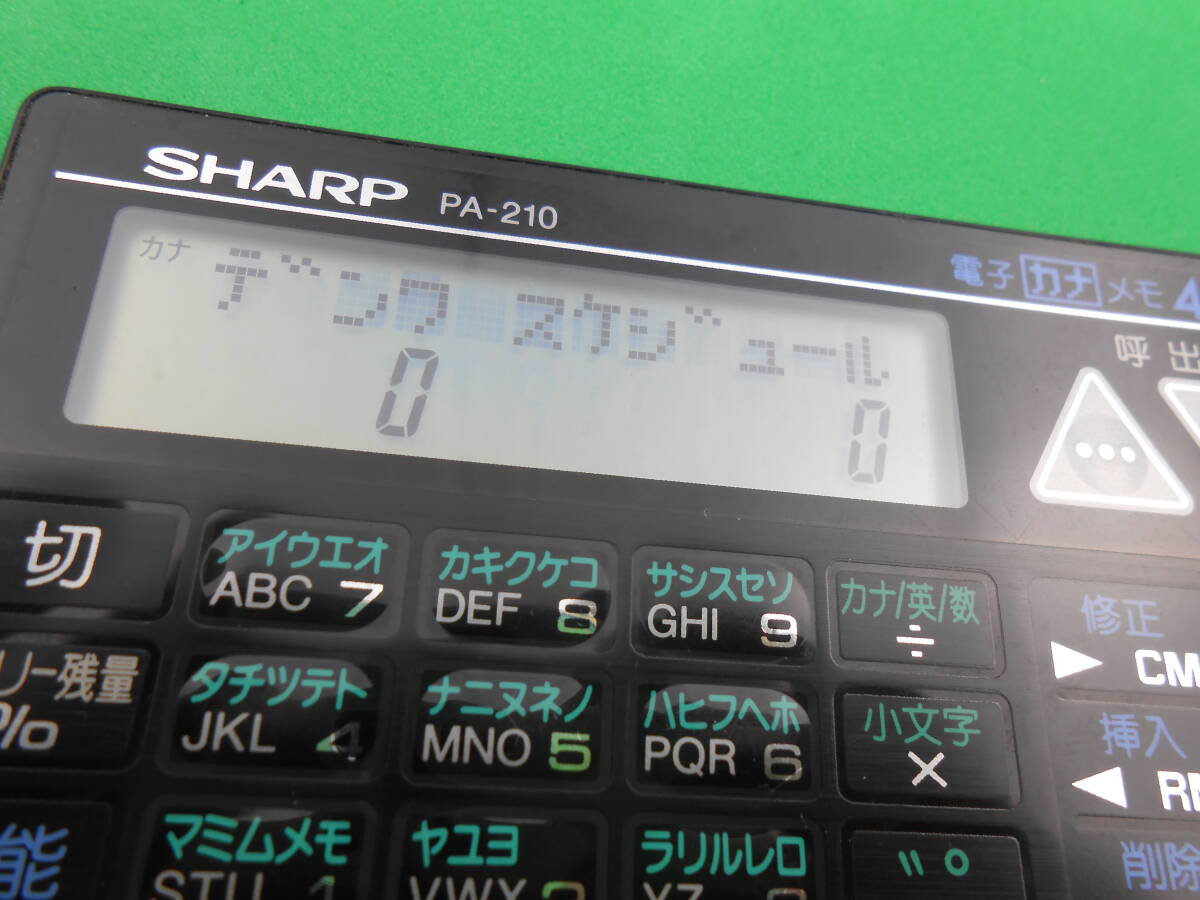 SHARP PA-210
電子 カナ メモ 4
呼出
カナ
デンワ スケジュール
0 0
切
アイウエオ
ABC 7
カキクケコ
DEF 8
サシスセソ
GHI 9
カナ/英/数
÷
修正
CM
リー残量
%
タチツテト
JKL 4
ナニヌネノ
MNO 5
ハヒフヘホ
PQR 6
小文字
×
挿入
能
マミムメモ
STU 1
ヤユヨ
VWX
ラリルレロ
YZ
削除